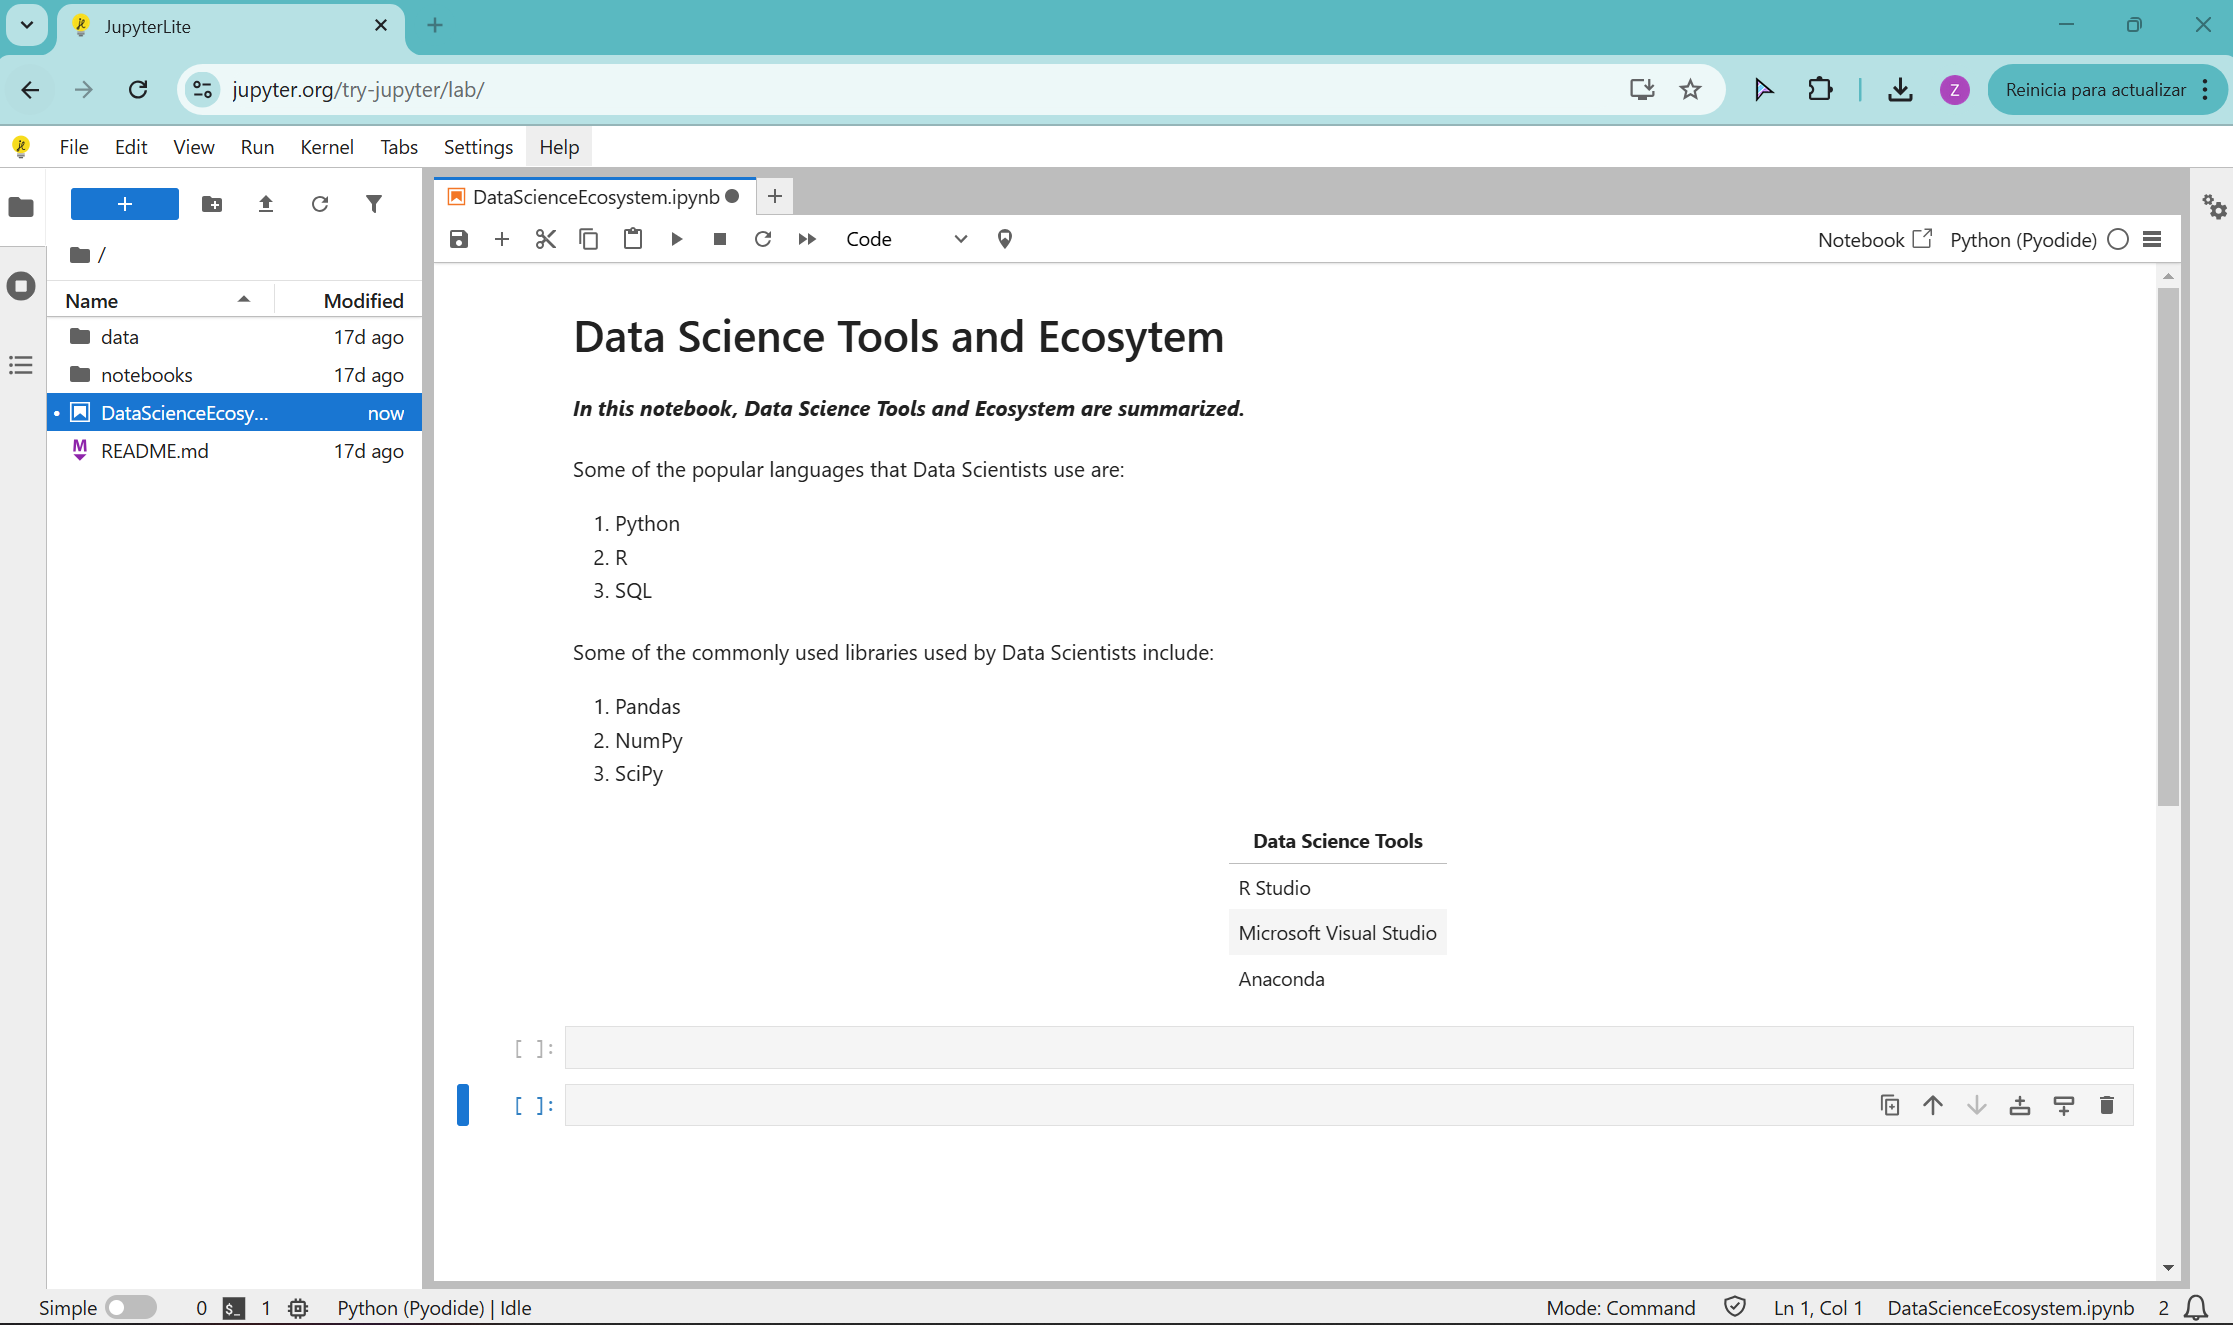 JupyterLite
jupyter.org/try-jupyter/lab/
Z
Reinicia para actualizar
File Edit View Run Kernel Tabs Settings Help
DataScienceEcosystem.ipynb
Code
Notebook
Python (Pyodide)
/
Name Modified
data 17d ago
notebooks 17d ago
DataScienceEcosy... now
README.md 17d ago
Data Science Tools and Ecosytem
In this notebook, Data Science Tools and Ecosystem are summarized.
Some of the popular languages that Data Scientists use are:
1. Python
2. R
3. SQL
Some of the commonly used libraries used by Data Scientists include:
1. Pandas
2. NumPy
3. SciPy
Data Science Tools
R Studio
Microsoft Visual Studio
Anaconda
[ ]:
[ ]:
Simple 0 $_ 1 Python (Pyodide) | Idle Mode: Command Ln 1, Col 1 DataScienceEcosystem.ipynb 2